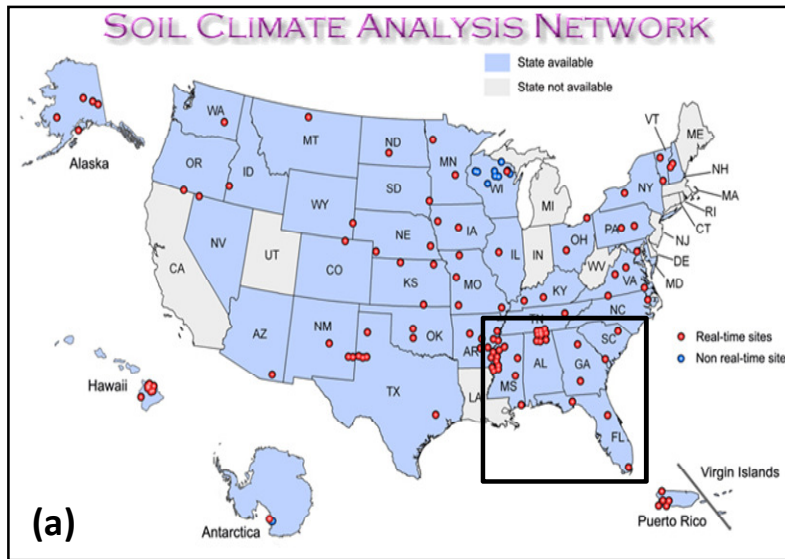 SOIL CLIMATE ANALYSIS NETWORK
State available
State not available
Alaska
WA
MT
ND
MN
VT
ME
OR
ID
SD
WI
NY
NH
MA
WY
MI
RI
CT
NV
NE
IA
PA
NJ
UT
IL
IN
OH
DE
CA
CO
WV
MD
KS
MO
KY
VA
AZ
NM
OK
TN
NC
AR
SC
Real-time sites
Non real-time site
Hawaii
TX
LA
MS
AL
GA
FL
Virgin Islands
(a)
Antarctica
Puerto Rico